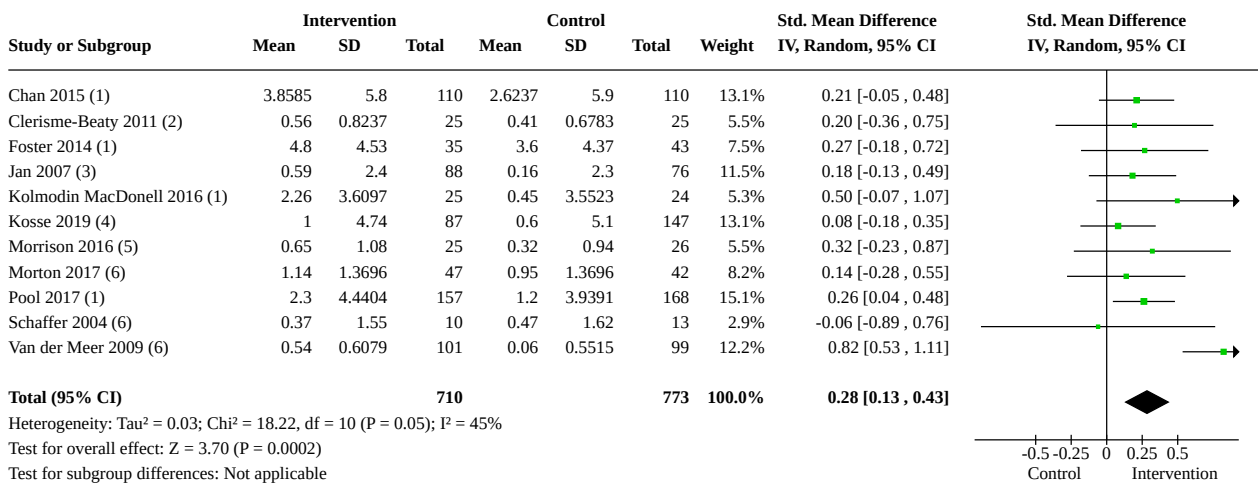 Intervention Control Std. Mean Difference Std. Mean Difference
Study or Subgroup Mean SD Total Mean SD Total Weight IV, Random, 95% CI IV, Random, 95% CI
Chan 2015 (1) 3.8585 5.8 110 2.6237 5.9 110 13.1% 0.21 [-0.05 , 0.48]
Clerisme-Beaty 2011 (2) 0.56 0.8237 25 0.41 0.6783 25 5.5% 0.20 [-0.36 , 0.75]
Foster 2014 (1) 4.8 4.53 35 3.6 4.37 43 7.5% 0.27 [-0.18 , 0.72]
Jan 2007 (3) 0.59 2.4 88 0.16 2.3 76 11.5% 0.18 [-0.13 , 0.49]
Kolmodin MacDonell 2016 (1) 2.26 3.6097 25 0.45 3.5523 24 5.3% 0.50 [-0.07 , 1.07]
Kosse 2019 (4) 1 4.74 87 0.6 5.1 147 13.1% 0.08 [-0.18 , 0.35]
Morrison 2016 (5) 0.65 1.08 25 0.32 0.94 26 5.5% 0.32 [-0.23 , 0.87]
Morton 2017 (6) 1.14 1.3696 47 0.95 1.3696 42 8.2% 0.14 [-0.28 , 0.55]
Pool 2017 (1) 2.3 4.4404 157 1.2 3.9391 168 15.1% 0.26 [0.04 , 0.48]
Schaffer 2004 (6) 0.37 1.55 10 0.47 1.62 13 2.9% -0.06 [-0.89 , 0.76]
Van der Meer 2009 (6) 0.54 0.6079 101 0.06 0.5515 99 12.2% 0.82 [0.53 , 1.11]
Total (95% CI) 710 773 100.0% 0.28 [0.13 , 0.43]
Heterogeneity: Tau² = 0.03; Chi² = 18.22, df = 10 (P = 0.05); I² = 45%
Test for overall effect: Z = 3.70 (P = 0.0002)
-0.5 -0.25 0 0.25 0.5
Test for subgroup differences: Not applicable
Control Intervention